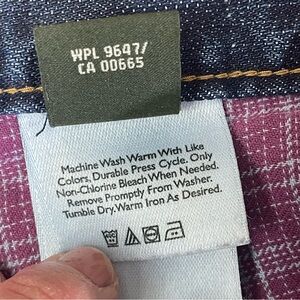 WPL 9647/
CA 00665
Machine Wash Warm With Like
Colors, Durable Press Cycle. Only
Non-Chlorine Bleach When Needed.
Remove Promptly From Washer.
Tumble Dry. Warm Iron As Desired.